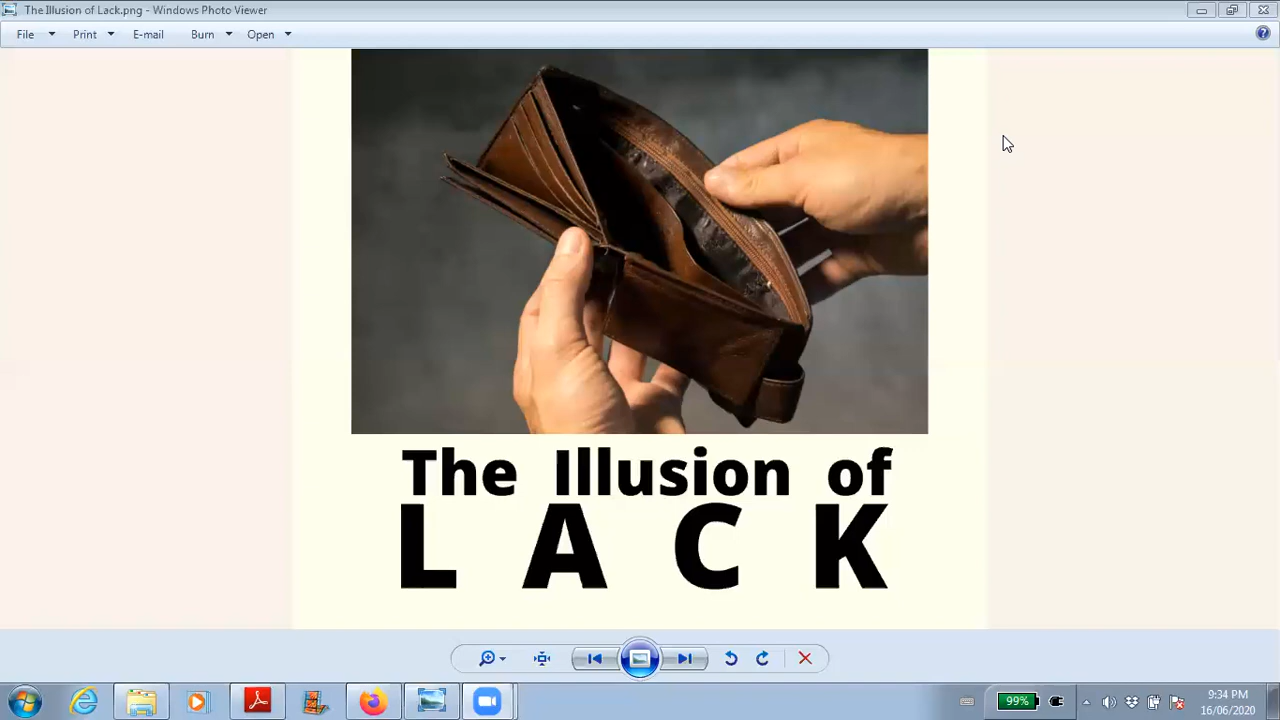 The Illusion of Lack.png - Windows Photo Viewer
File Print E-mail Burn Open
The Illusion of
LACK
99%
9:34 PM
16/06/2020